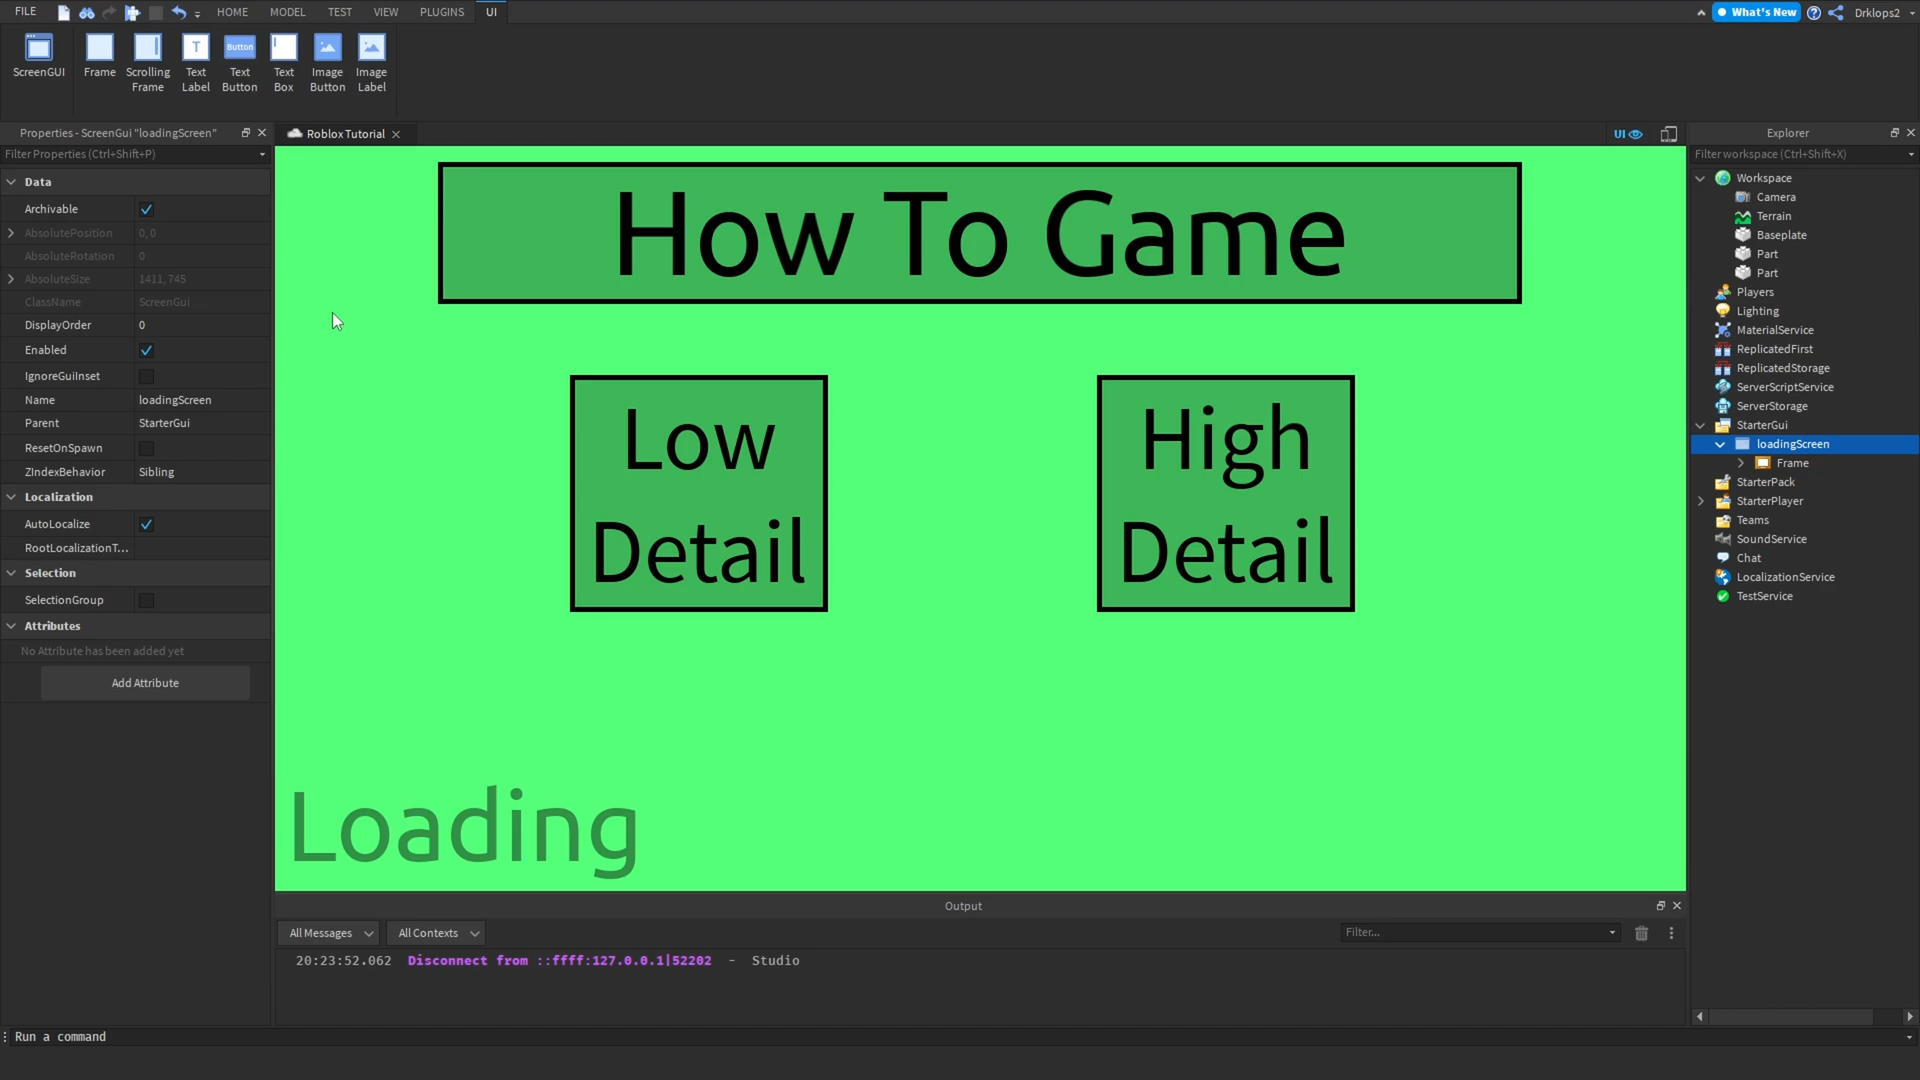 FILE HOME MODEL TEST VIEW PLUGINS UI What's New Drklops2
ScreenGUI Frame Scrolling Frame Text Label Text Button Button Text Box Image Button Image Label
Properties - ScreenGui "loadingScreen"
Filter Properties (Ctrl+Shift+P)
Data
Archivable
AbsolutePosition 0, 0
AbsoluteRotation 0
AbsoluteSize 1411, 745
ClassName ScreenGui
DisplayOrder 0
Enabled
IgnoreGuiInset
Name loadingScreen
Parent StarterGui
ResetOnSpawn
ZIndexBehavior Sibling
Localization
AutoLocalize
RootLocalizationT...
Selection
SelectionGroup
Attributes
No Attribute has been added yet
Add Attribute
Roblox Tutorial
UI
How To Game
Low
Detail
High
Detail
Loading
Output
All Messages All Contexts Filter...
20:23:52.062 Disconnect from ::ffff:127.0.0.1|52202 - Studio
Explorer
Filter workspace (Ctrl+Shift+X)
Workspace
Camera
Terrain
Baseplate
Part
Part
Players
Lighting
MaterialService
ReplicatedFirst
ReplicatedStorage
ServerScriptService
ServerStorage
StarterGui
loadingScreen
Frame
StarterPack
StarterPlayer
Teams
SoundService
Chat
LocalizationService
TestService
Run a command